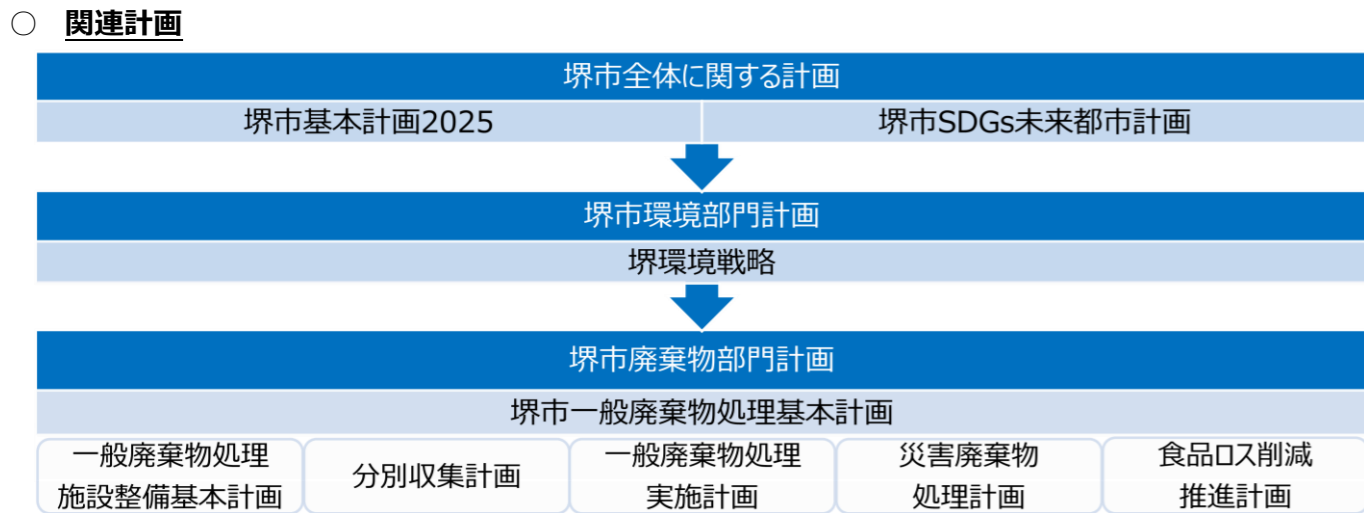 ○ 関連計画
堺市全体に関する計画
堺市基本計画2025
堺市SDGs未来都市計画
堺市環境部門計画
堺環境戦略
堺市廃棄物部門計画
堺市一般廃棄物処理基本計画
一般廃棄物処理
施設整備基本計画
分別収集計画
一般廃棄物処理
実施計画
災害廃棄物
処理計画
食品ロス削減
推進計画